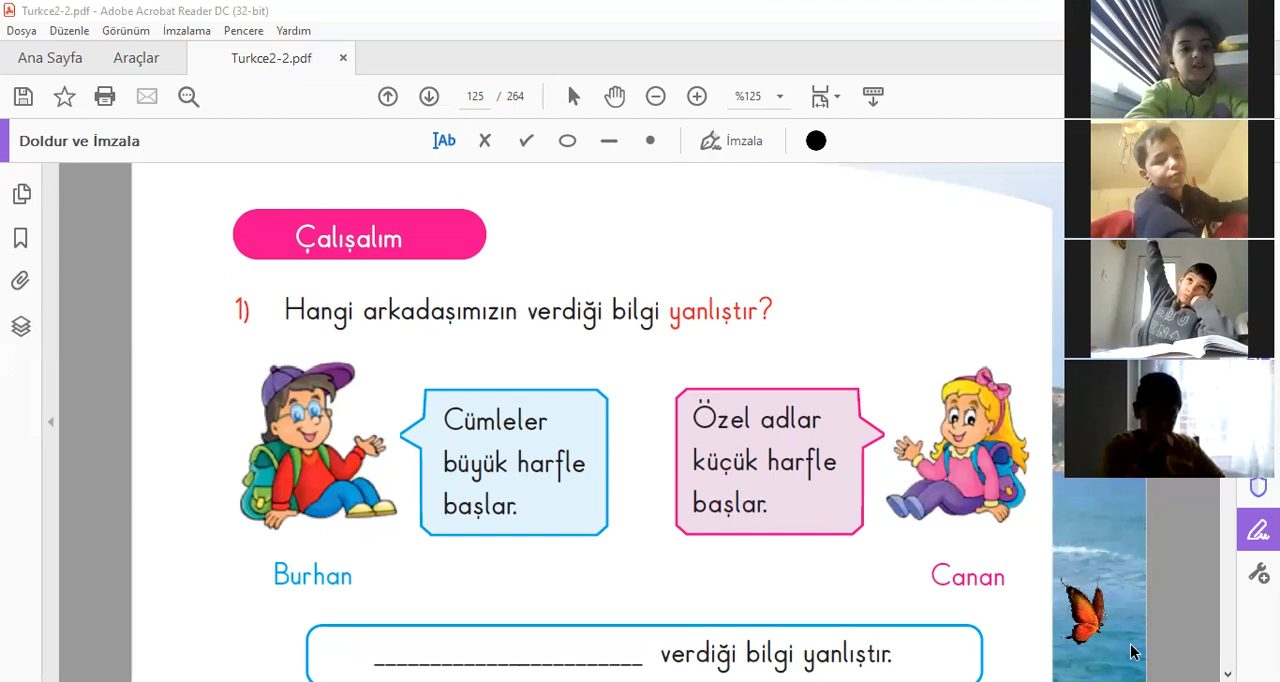 Turkce2-2.pdf - Adobe Acrobat Reader DC (32-bit)
Dosya Düzenle Görünüm İmzalama Pencere Yardım
Ana Sayfa Araçlar Turkce2-2.pdf ×
125 / 264 %125
Doldur ve İmzala IAb İmzala
Çalışalım
1) Hangi arkadaşımızın verdiği bilgi yanlıştır?
Cümleler
büyük harfle
başlar.
Özel adlar
küçük harfle
başlar.
Burhan
Canan
________________________ verdiği bilgi yanlıştır.